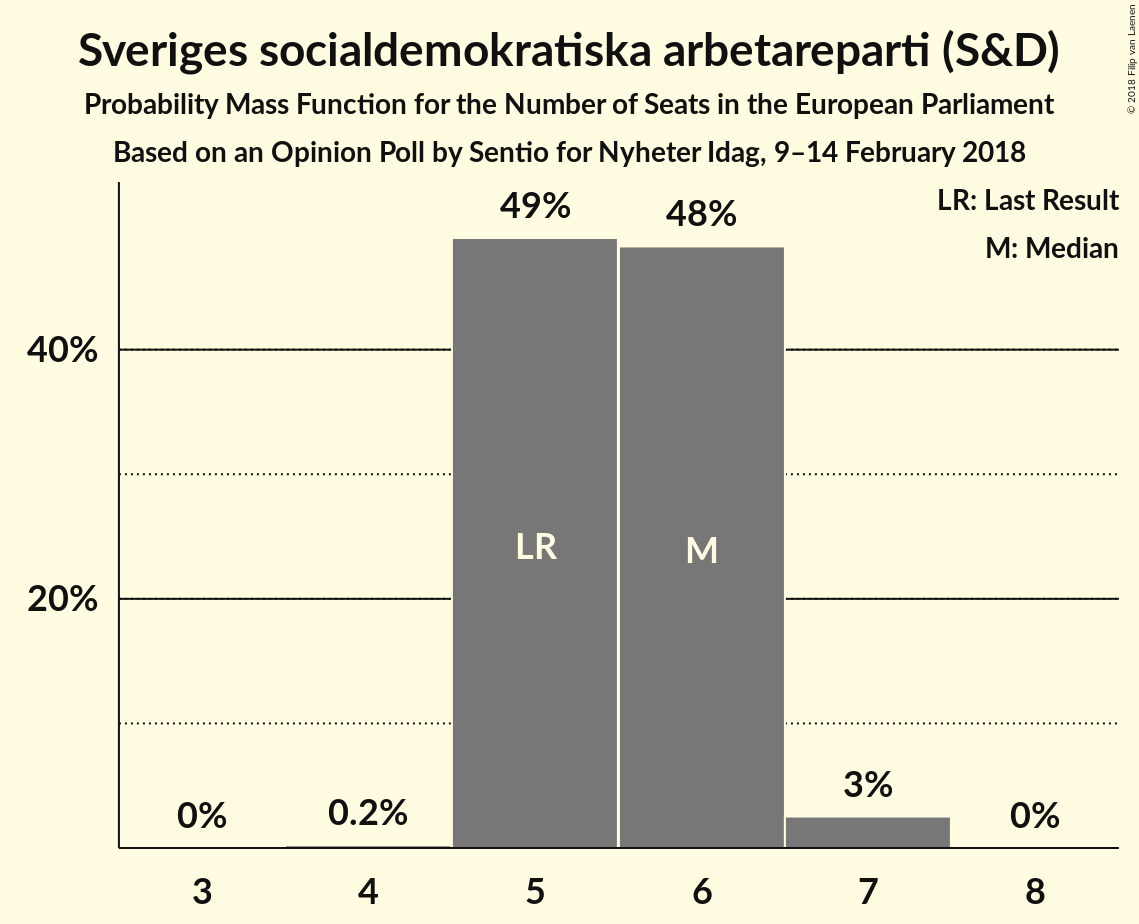 Sveriges socialdemokratiska arbetareparti (S&D)
Probability Mass Function for the Number of Seats in the European Parliament
Based on an Opinion Poll by Sentio for Nyheter Idag, 9–14 February 2018
© 2018 Filip van Laenen
LR: Last Result
M: Median
49%
48%
40%
LR
M
20%
3%
0%
0.2%
0%
3
4
5
6
7
8